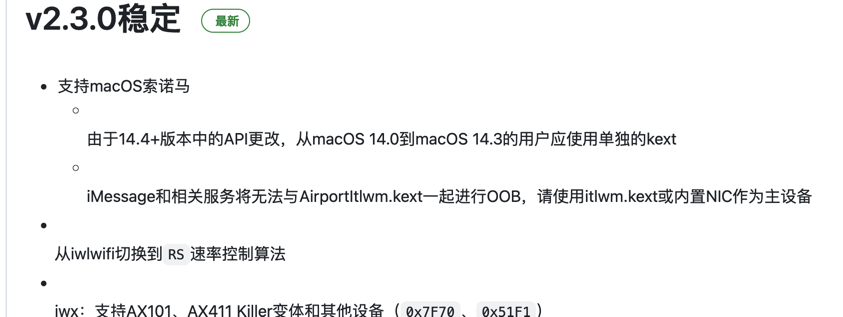 v2.3.0稳定 最新
支持macOS索诺马
由于14.4+版本中的API更改，从macOS 14.0到macOS 14.3的用户应使用单独的kext
iMessage和相关服务将无法与AirportItlwm.kext一起进行OOB，请使用itlwm.kext或内置NIC作为主设备
从iwlwifi切换到 RS 速率控制算法
iwx：支持AX101、AX411 Killer变体和其他设备（ 0x7F70 、 0x51F1 ）